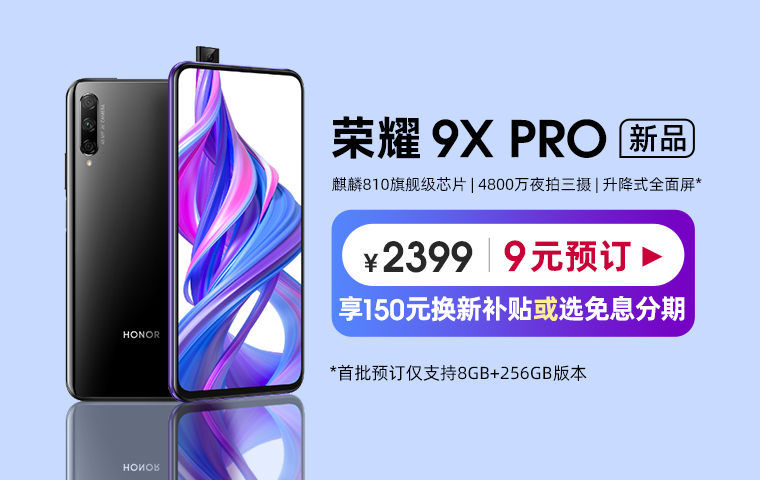 荣耀 9X PRO 新品
麒麟810旗舰级芯片 | 4800万夜拍三摄 | 升降式全面屏*
¥2399 | 9元预订 ▶
享150元换新补贴或选免息分期
*首批预订仅支持8GB+256GB版本
HONOR